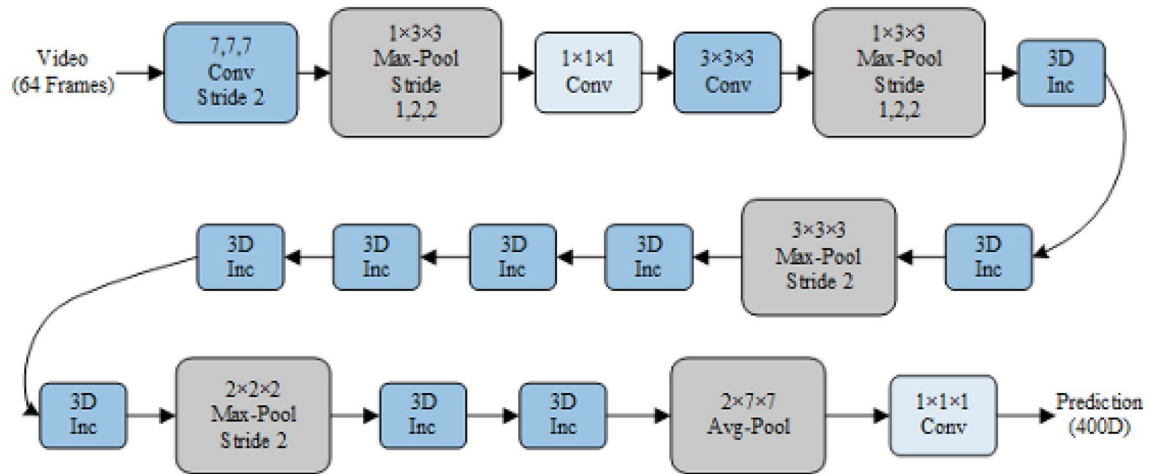 Video
(64 Frames)
7,7,7
Conv
Stride 2
1×3×3
Max-Pool
Stride
1,2,2
1×1×1
Conv
3×3×3
Conv
1×3×3
Max-Pool
Stride
1,2,2
3D
Inc
3D
Inc
3×3×3
Max-Pool
Stride 2
3D
Inc
3D
Inc
3D
Inc
3D
Inc
3D
Inc
2×2×2
Max-Pool
Stride 2
3D
Inc
3D
Inc
2×7×7
Avg-Pool
1×1×1
Conv
Prediction
(400D)